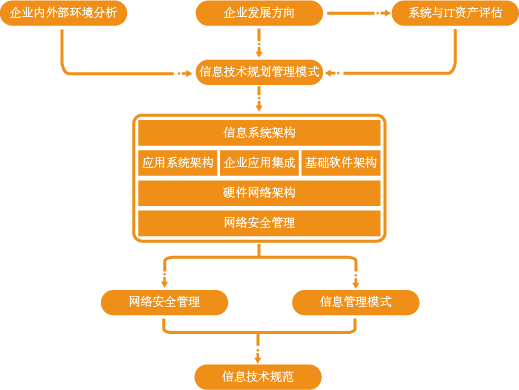 企业内外部环境分析
企业发展方向
系统与IT资产评估
信息技术规划管理模式
信息系统架构
应用系统架构
企业应用集成
基础软件架构
硬件网络架构
网络安全管理
网络安全管理
信息管理模式
信息技术规范